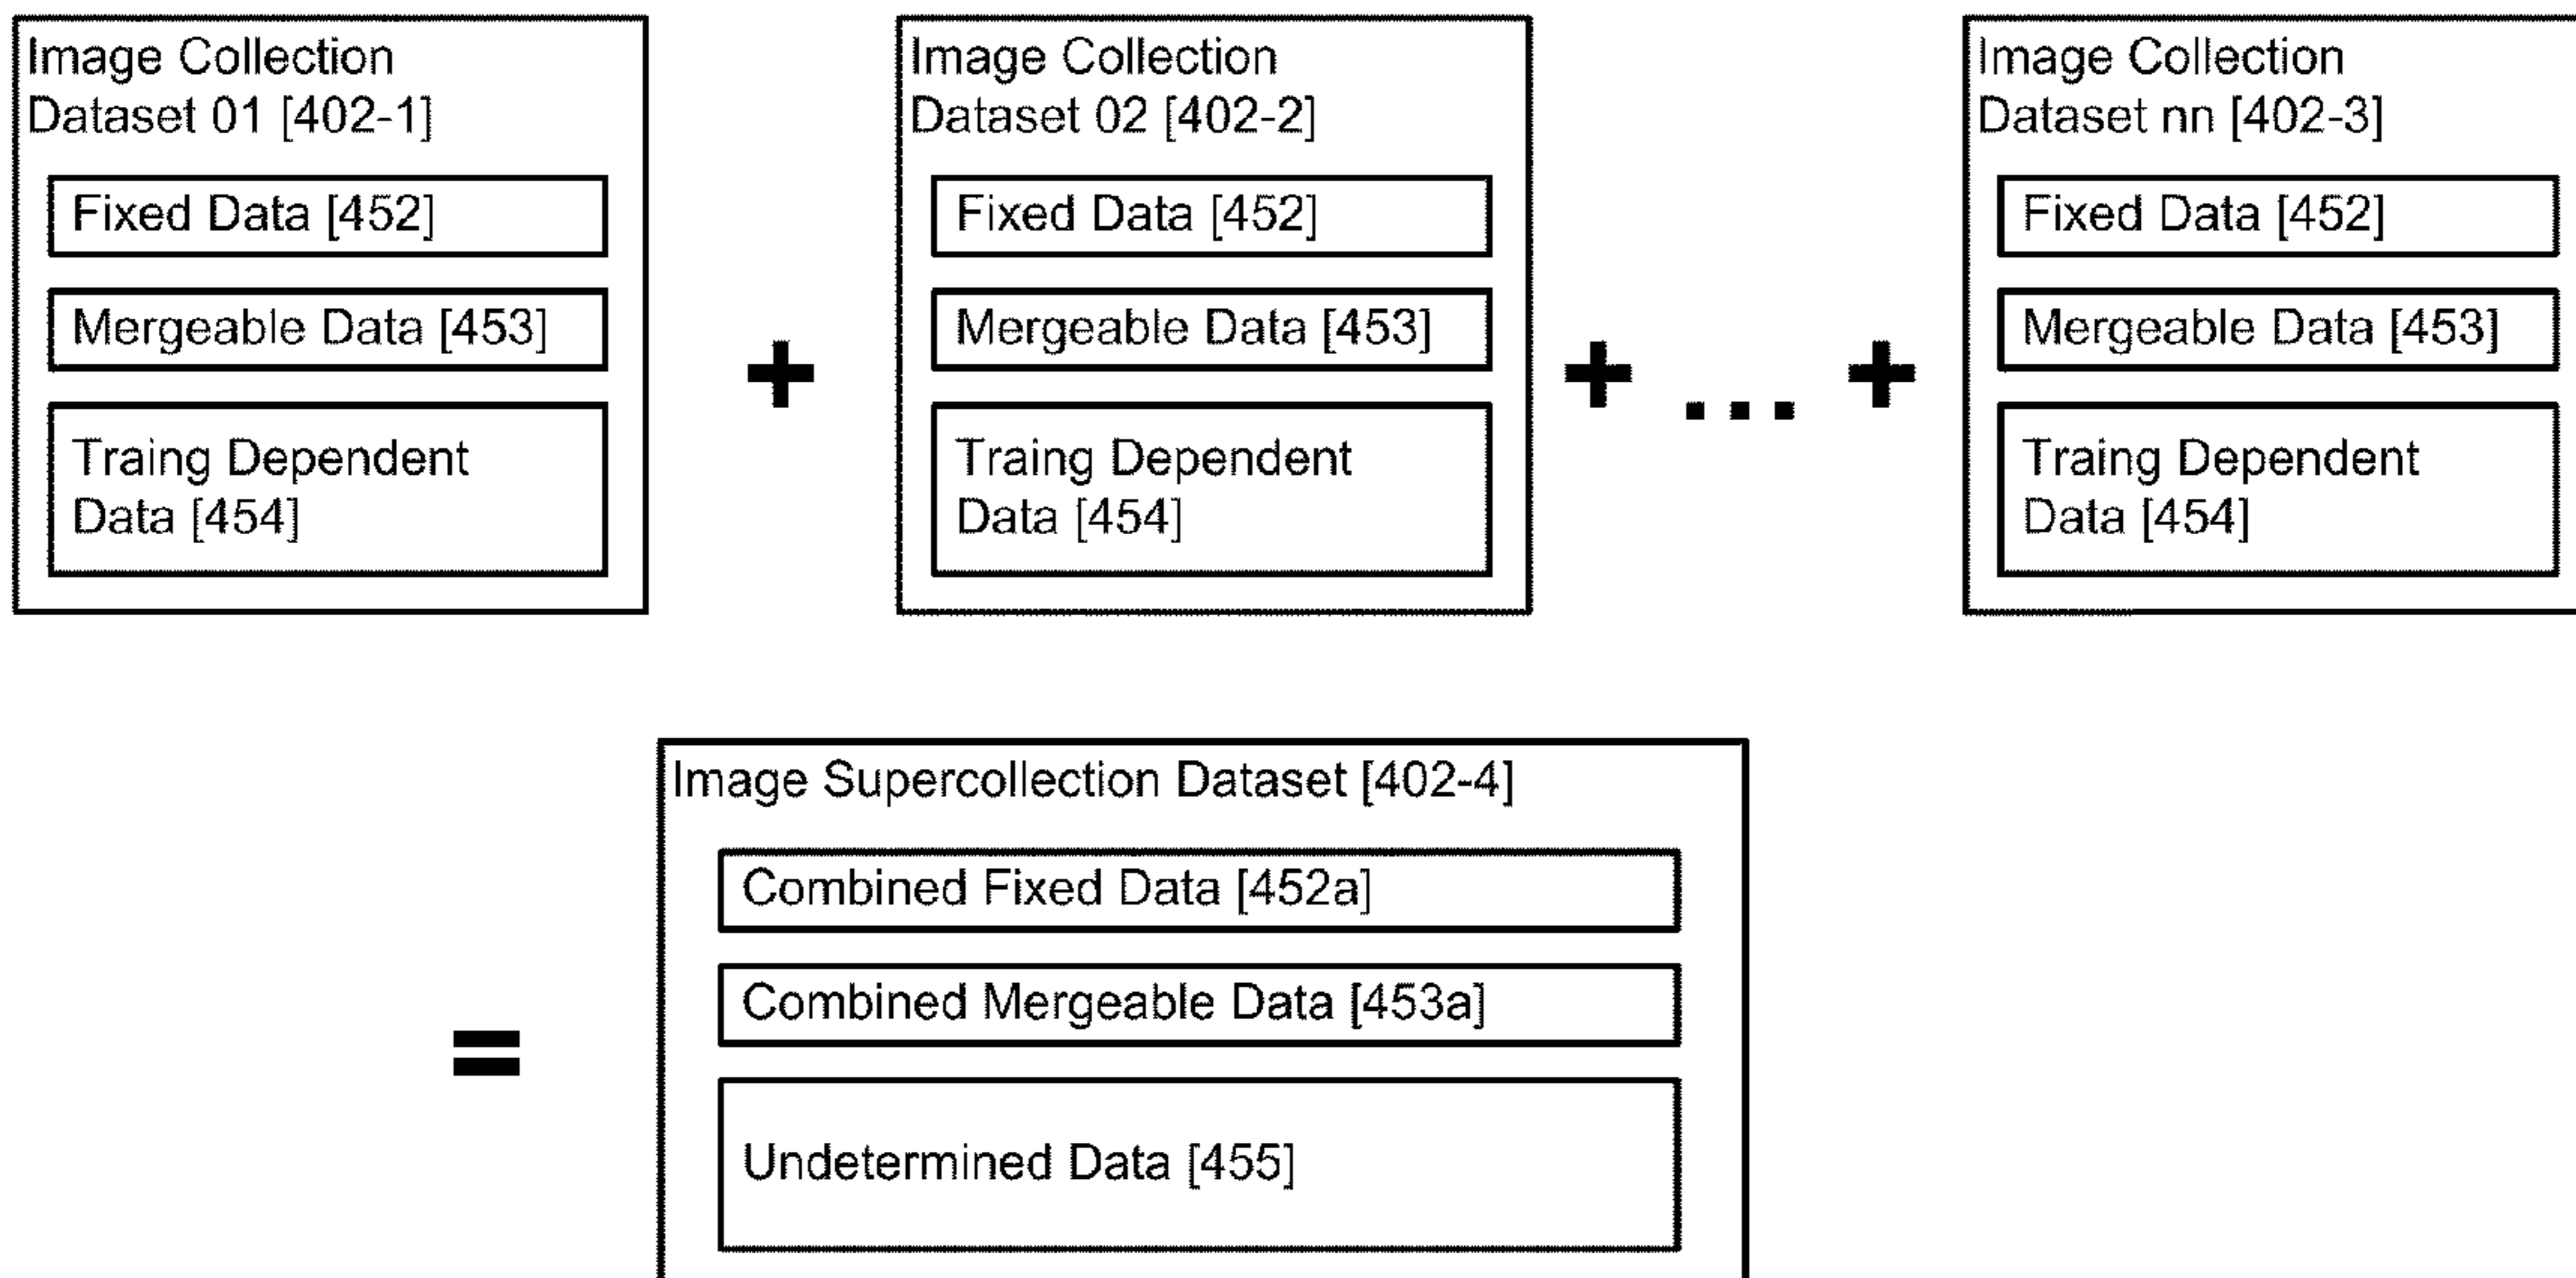 Image Collection
Dataset 01 [402-1]
Fixed Data [452]
Mergeable Data [453]
Traing Dependent
Data [454]
+
Image Collection
Dataset 02 [402-2]
Fixed Data [452]
Mergeable Data [453]
Traing Dependent
Data [454]
+ ... +
Image Collection
Dataset nn [402-3]
Fixed Data [452]
Mergeable Data [453]
Traing Dependent
Data [454]
=
Image Supercollection Dataset [402-4]
Combined Fixed Data [452a]
Combined Mergeable Data [453a]
Undetermined Data [455]